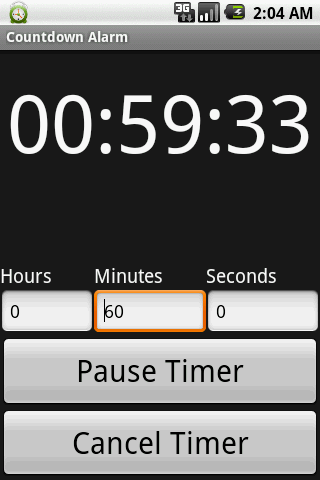 3G 2:04 AM
Countdown Alarm
00:59:33
Hours Minutes Seconds
0 60 0
Pause Timer
Cancel Timer